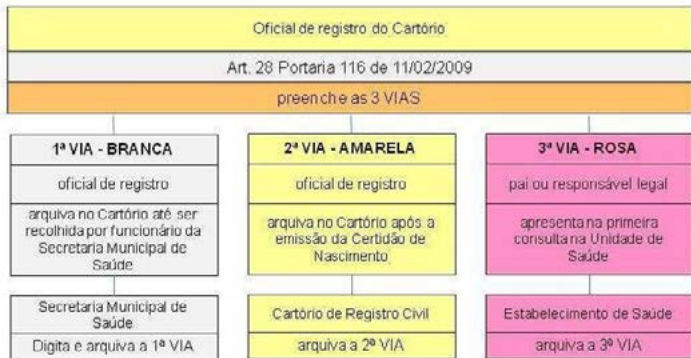 Oficial de registro do Cartório
Art. 28 Portaria 116 de 11/02/2009
preenche as 3 VIAS
1ª VIA - BRANCA
oficial de registro
arquiva no Cartório até ser
recolhida por funcionário da
Secretaria Municipal de
Saúde
Secretaria Municipal de
Saúde
Digita e arquiva a 1ª VIA
2ª VIA - AMARELA
oficial de registro
arquiva no Cartório após a
emissão da Certidão de
Nascimento
Cartório de Registro Civil
arquiva a 2ª VIA
3ª VIA - ROSA
pai ou responsável legal
apresenta na primeira
consulta na Unidade de
Saúde
Estabelecimento de Saúde
arquiva a 3ª VIA